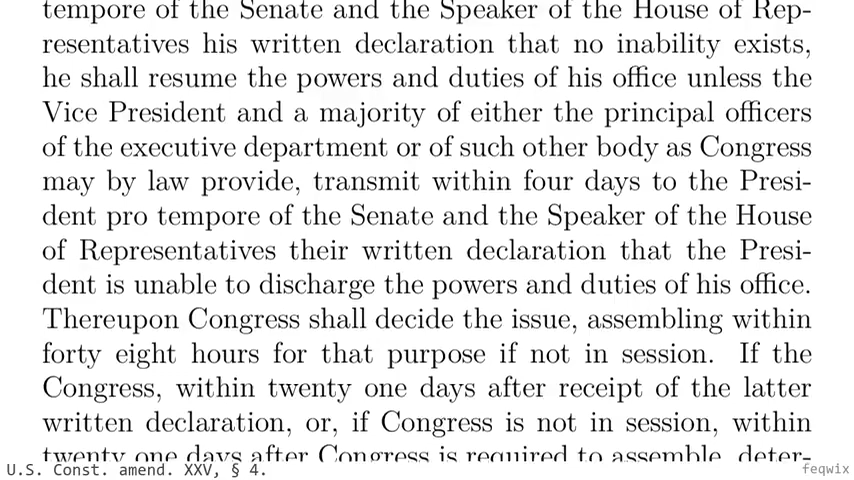 tempore of the Senate and the Speaker of the House of Rep-
resentatives his written declaration that no inability exists,
he shall resume the powers and duties of his office unless the
Vice President and a majority of either the principal officers
of the executive department or of such other body as Congress
may by law provide, transmit within four days to the Presi-
dent pro tempore of the Senate and the Speaker of the House
of Representatives their written declaration that the Presi-
dent is unable to discharge the powers and duties of his office.
Thereupon Congress shall decide the issue, assembling within
forty eight hours for that purpose if not in session. If the
Congress, within twenty one days after receipt of the latter
written declaration, or, if Congress is not in session, within
twenty one days after Congress is required to assemble, deter-
U.S. Const. amend. XXV, § 4.
feqwix